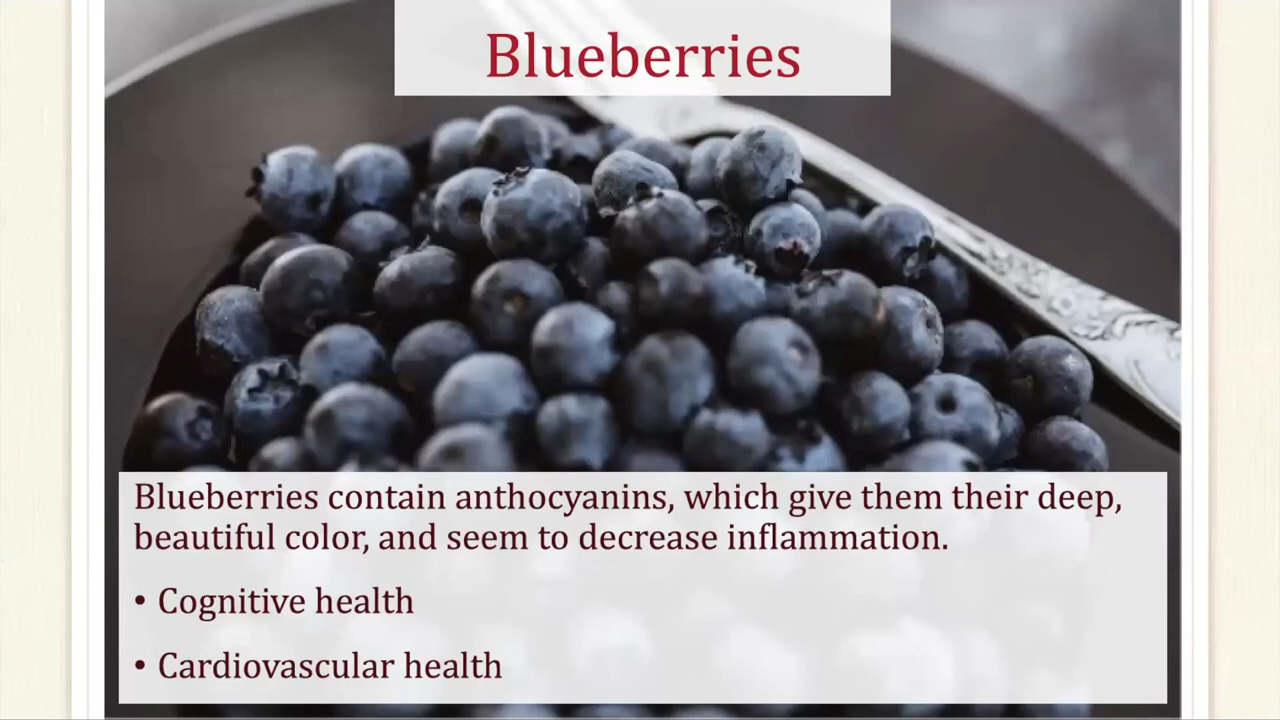 Blueberries
Blueberries contain anthocyanins, which give them their deep,
beautiful color, and seem to decrease inflammation.
• Cognitive health
• Cardiovascular health